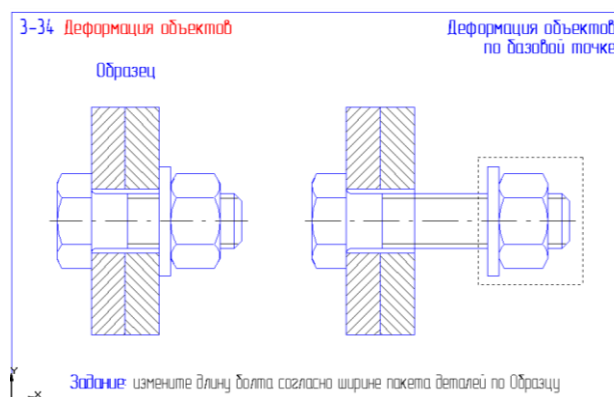 3-34 Деформация объектов
Деформация объектов
по базовой точке
Образец
Задание: измените длину болта согласно ширине пакета деталей по Образцу
Y
X